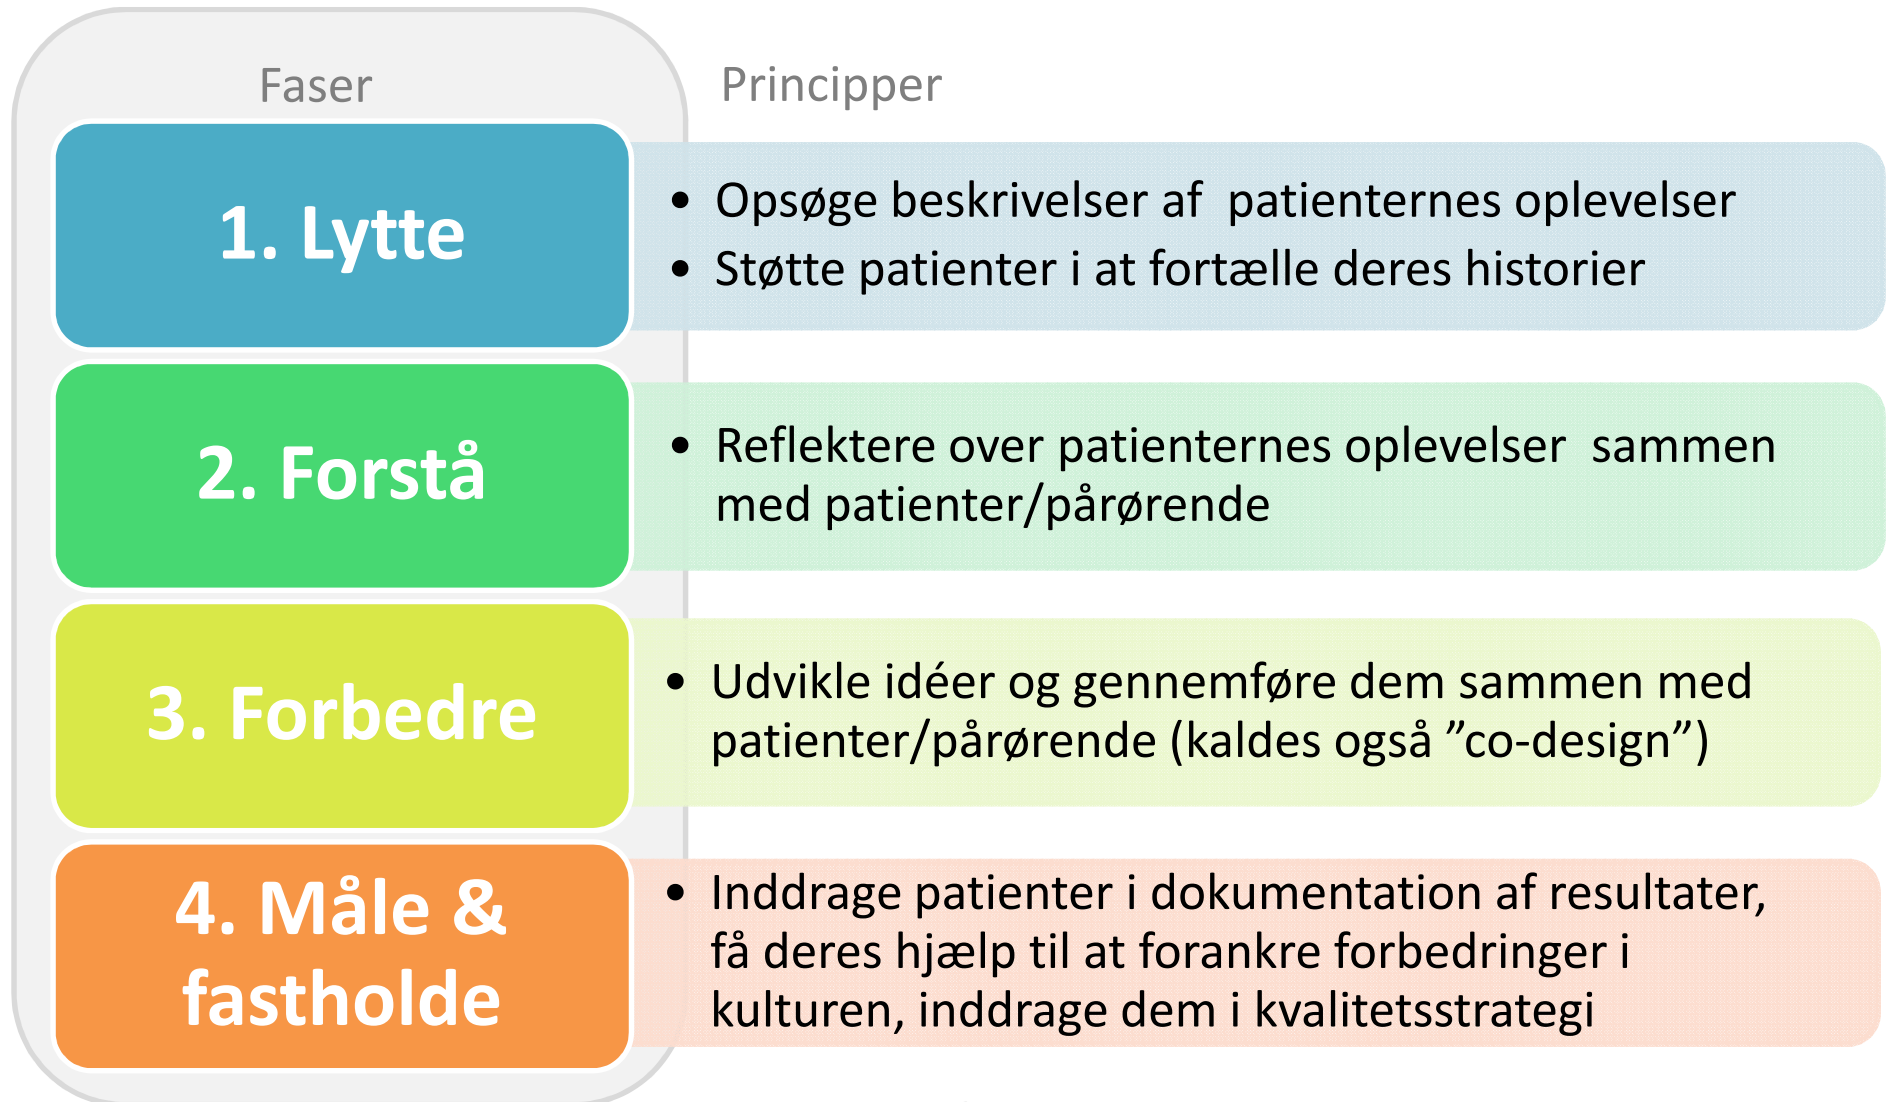 Faser
Principper
1. Lytte
• Opsøge beskrivelser af  patienternes oplevelser
• Støtte patienter i at fortælle deres historier
2. Forstå
• Reflektere over patienternes oplevelser  sammen
med patienter/pårørende
3. Forbedre
• Udvikle idéer og gennemføre dem sammen med
patienter/pårørende (kaldes også ”co-design”)
4. Måle &
fastholde
• Inddrage patienter i dokumentation af resultater,
få deres hjælp til at forankre forbedringer i
kulturen, inddrage dem i kvalitetsstrategi